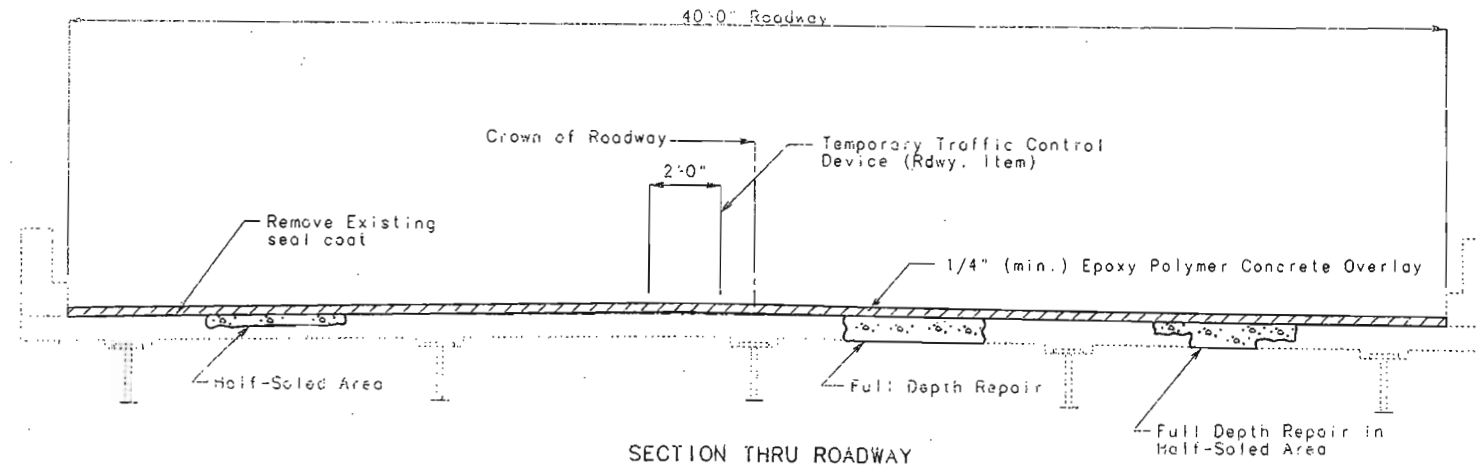 40'-0" Roadway
Crown of Roadway
Temporary Traffic Control
Device (Rdwy. Item)
2'-0"
Remove Existing
seal coat
1/4" (min.) Epoxy Polymer Concrete Overlay
Half-Soled Area
Full Depth Repair
Full Depth Repair in
Half-Soled Area
SECTION THRU ROADWAY